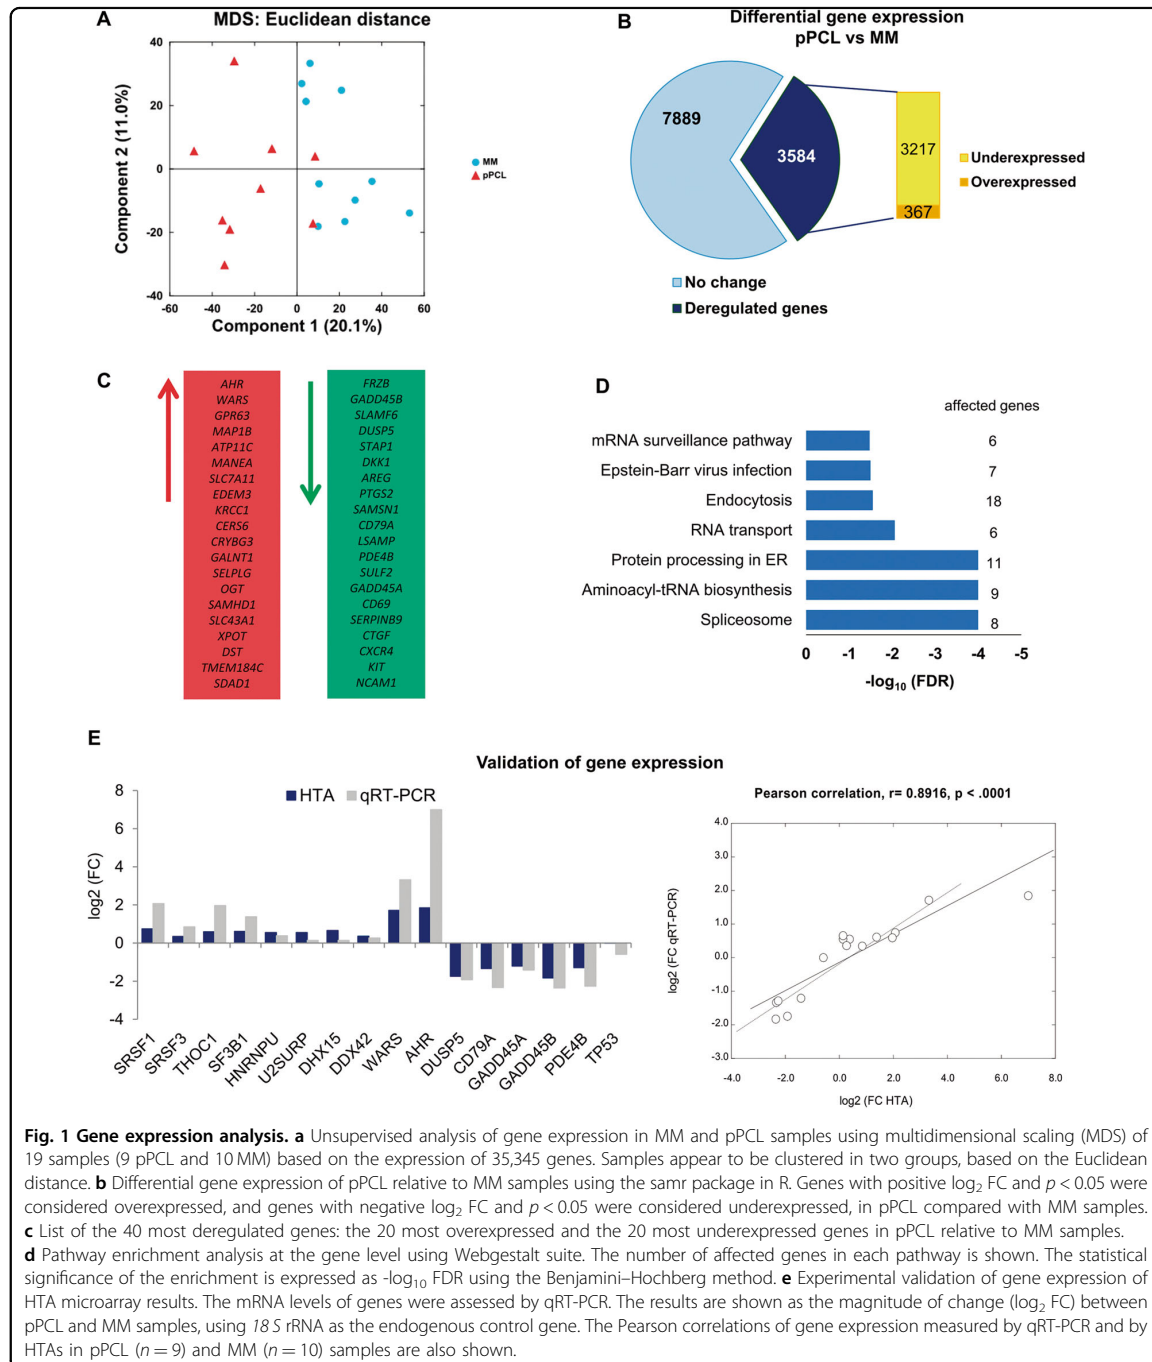 A
MDS: Euclidean distance
40
20
0
-20
-40
-60
-40
-20
0
20
40
60
Component 2 (11.0%)
Component 1 (20.1%)
MM
pPCL
B
Differential gene expression
pPCL vs MM
7889
3584
3217
367
Underexpressed
Overexpressed
No change
Deregulated genes
C
AHR
WARS
GPR63
MAP1B
ATP11C
MANEA
SLC7A11
EDEM3
KRCC1
CERS6
CRYBG3
GALNT1
SELPLG
OGT
SAMHD1
SLC43A1
XPOT
DST
TMEM184C
SDAD1
FRZB
GADD45B
SLAMF6
DUSP5
STAP1
DKK1
AREG
PTGS2
SAMSN1
CD79A
LSAMP
PDE4B
SULF2
GADD45A
CD69
SERPINB9
CTGF
CXCR4
KIT
NCAM1
D
affected genes
mRNA surveillance pathway 6
Epstein-Barr virus infection 7
Endocytosis 18
RNA transport 6
Protein processing in ER 11
Aminoacyl-tRNA biosynthesis 9
Spliceosome 8
0 -1 -2 -3 -4 -5
-log10 (FDR)
E
Validation of gene expression
HTA qRT-PCR
8
6
4
2
0
-2
-4
log2 (FC)
SRSF1
SRSF3
THOC1
SF3B1
HNRNPU
U2SURP
DHX15
DDX42
WARS
AHR
DUSP5
CD79A
GADD45A
GADD45B
PDE4B
TP53
Pearson correlation, r= 0.8916, p < .0001
4.0
3.0
2.0
1.0
0.0
-1.0
-2.0
-3.0
log2 (FC qRT-PCR)
-4.0 -2.0 0.0 2.0 4.0 6.0 8.0
log2 (FC HTA)
Fig. 1 Gene expression analysis. a Unsupervised analysis of gene expression in MM and pPCL samples using multidimensional scaling (MDS) of
19 samples (9 pPCL and 10 MM) based on the expression of 35,345 genes. Samples appear to be clustered in two groups, based on the Euclidean
distance. b Differential gene expression of pPCL relative to MM samples using the samr package in R. Genes with positive log2 FC and p < 0.05 were
considered overexpressed, and genes with negative log2 FC and p < 0.05 were considered underexpressed, in pPCL compared with MM samples.
c List of the 40 most deregulated genes: the 20 most overexpressed and the 20 most underexpressed genes in pPCL relative to MM samples.
d Pathway enrichment analysis at the gene level using Webgestalt suite. The number of affected genes in each pathway is shown. The statistical
significance of the enrichment is expressed as -log10 FDR using the Benjamini–Hochberg method. e Experimental validation of gene expression of
HTA microarray results. The mRNA levels of genes were assessed by qRT-PCR. The results are shown as the magnitude of change (log2 FC) between
pPCL and MM samples, using 18 S rRNA as the endogenous control gene. The Pearson correlations of gene expression measured by qRT-PCR and by
HTAs in pPCL (n = 9) and MM (n = 10) samples are also shown.